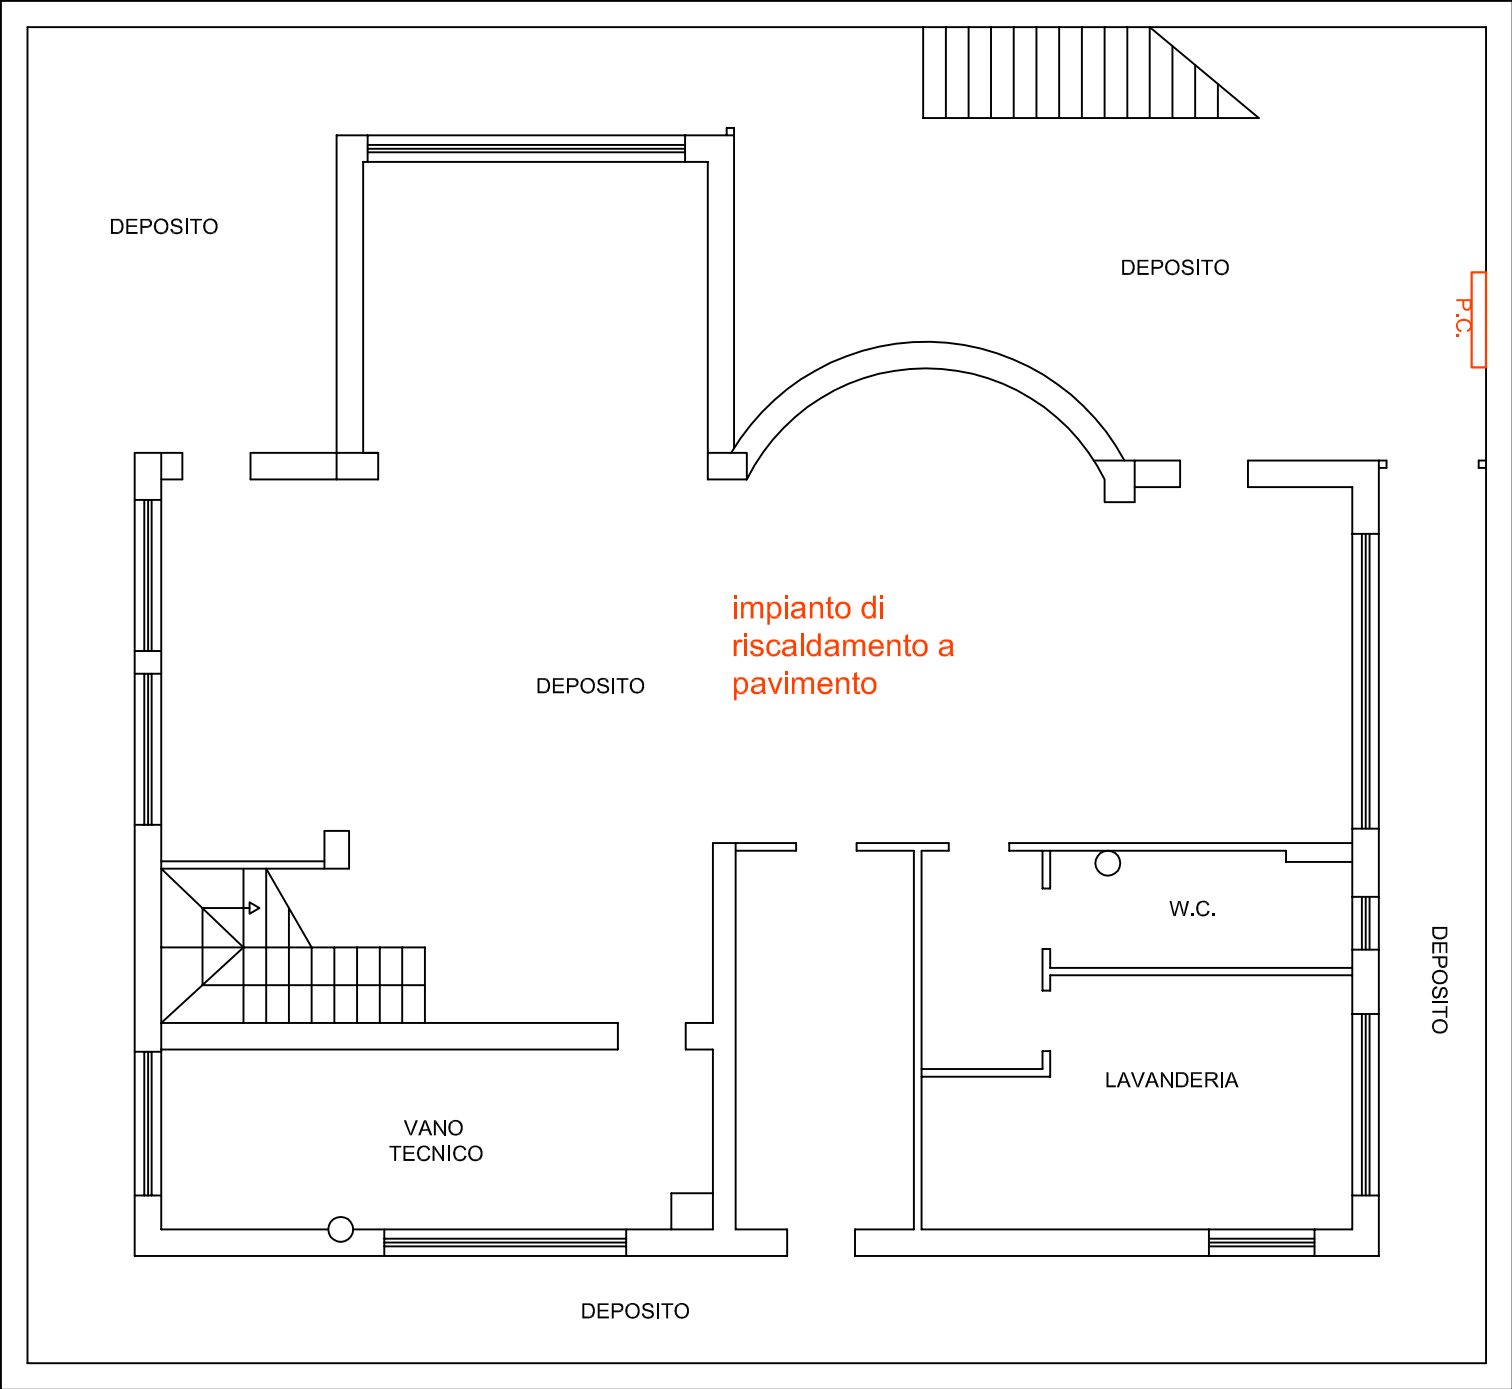 DEPOSITO
DEPOSITO
P.C.
impianto di
riscaldamento a
pavimento
DEPOSITO
W.C.
DEPOSITO
LAVANDERIA
VANO
TECNICO
DEPOSITO